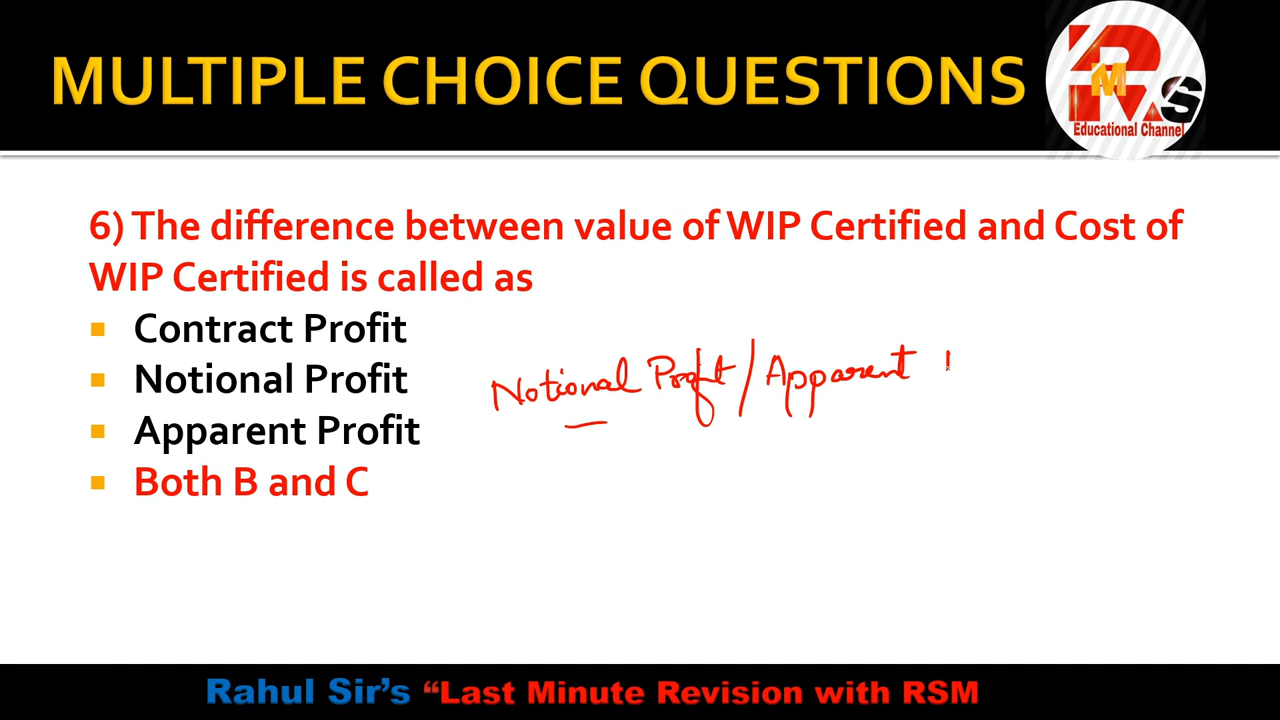 MULTIPLE CHOICE QUESTIONS
RMS
Educational Channel
6) The difference between value of WIP Certified and Cost of
WIP Certified is called as
Contract Profit
Notional Profit
Apparent Profit
Both B and C
Notional Profit / Apparent
Rahul Sir's “Last Minute Revision with RSM